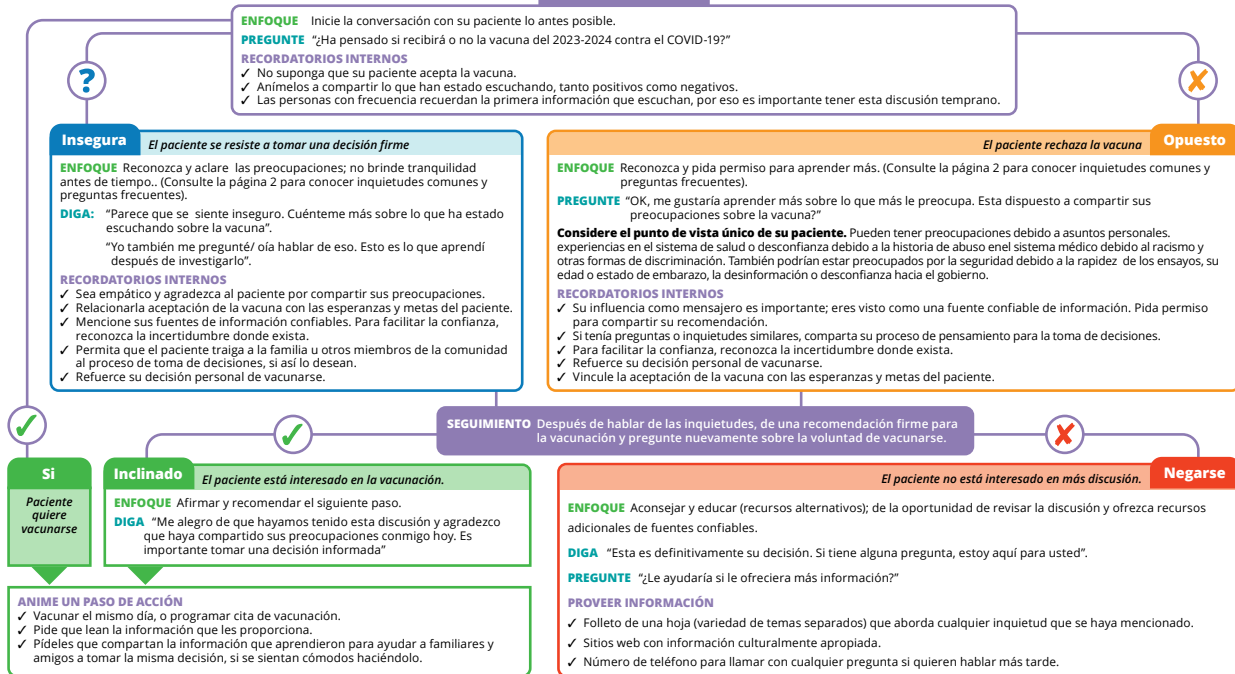 ENFOQUE Inicie la conversación con su paciente lo antes posible.
PREGUNTE “¿Ha pensado si recibirá o no la vacuna del 2023-2024 contra el COVID-19?”
RECORDATORIOS INTERNOS
✓ No suponga que su paciente acepta la vacuna.
✓ Anímelos a compartir lo que han estado escuchando, tanto positivos como negativos.
✓ Las personas con frecuencia recuerdan la primera información que escuchan, por eso es importante tener esta discusión temprano.
?
✘
Insegura
El paciente se resiste a tomar una decisión firme
ENFOQUE Reconozca y aclare las preocupaciones; no brinde tranquilidad
antes de tiempo.. (Consulte la página 2 para conocer inquietudes comunes y
preguntas frecuentes).
DIGA: “Parece que se siente inseguro. Cuénteme más sobre lo que ha estado
escuchando sobre la vacuna”.
“Yo también me pregunté/ oía hablar de eso. Esto es lo que aprendí
después de investigarlo”.
RECORDATORIOS INTERNOS
✓ Sea empático y agradezca al paciente por compartir sus preocupaciones.
✓ Relacionarla aceptación de la vacuna con las esperanzas y metas del paciente.
✓ Mencione sus fuentes de información confiables. Para facilitar la confianza,
reconozca la incertidumbre donde exista.
✓ Permita que el paciente traiga a la familia u otros miembros de la comunidad
al proceso de toma de decisiones, si así lo desean.
✓ Refuerce su decisión personal de vacunarse.
El paciente rechaza la vacuna
Opuesto
ENFOQUE Reconozca y pida permiso para aprender más. (Consulte la página 2 para conocer inquietudes comunes y
preguntas frecuentes).
PREGUNTE “OK, me gustaría aprender más sobre lo que más le preocupa. Esta dispuesto a compartir sus
preocupaciones sobre la vacuna?”
Considere el punto de vista único de su paciente. Pueden tener preocupaciones debido a asuntos personales.
experiencias en el sistema de salud o desconfianza debido a la historia de abuso enel sistema médico debido al racismo y
otras formas de discriminación. También podrían estar preocupados por la seguridad debido a la rapidez de los ensayos, su
edad o estado de embarazo, la desinformación o desconfianza hacia el gobierno.
RECORDATORIOS INTERNOS
✓ Su influencia como mensajero es importante; eres visto como una fuente confiable de información. Pida permiso
para compartir su recomendación.
✓ Si tenía preguntas o inquietudes similares, comparta su proceso de pensamiento para la toma de decisiones.
✓ Para facilitar la confianza, reconozca la incertidumbre donde exista.
✓ Refuerce su decisión personal de vacunarse.
✓ Vincule la aceptación de la vacuna con las esperanzas y metas del paciente.
✓
✓
SEGUIMIENTO Después de hablar de las inquietudes, de una recomendación firme para
la vacunación y pregunte nuevamente sobre la voluntad de vacunarse.
✘
Si
Paciente
quiere
vacunarse
Inclinado
El paciente está interesado en la vacunación.
ENFOQUE Afirmar y recomendar el siguiente paso.
DIGA “Me alegro de que hayamos tenido esta discusión y agradezco
que haya compartido sus preocupaciones conmigo hoy. Es
importante tomar una decisión informada”
ANIME UN PASO DE ACCIÓN
✓ Vacunar el mismo día, o programar cita de vacunación.
✓ Pide que lean la información que les proporciona.
✓ Pídeles que compartan la información que aprendieron para ayudar a familiares y
amigos a tomar la misma decisión, si se sientan cómodos haciéndolo.
El paciente no está interesado en más discusión.
Negarse
ENFOQUE Aconsejar y educar (recursos alternativos); de la oportunidad de revisar la discusión y ofrezca recursos
adicionales de fuentes confiables.
DIGA “Esta es definitivamente su decisión. Si tiene alguna pregunta, estoy aquí para usted”.
PREGUNTE “¿Le ayudaría si le ofreciera más información?”
PROVEER INFORMACIÓN
✓ Folleto de una hoja (variedad de temas separados) que aborda cualquier inquietud que se haya mencionado.
✓ Sitios web con información culturalmente apropiada.
✓ Número de teléfono para llamar con cualquier pregunta si quieren hablar más tarde.